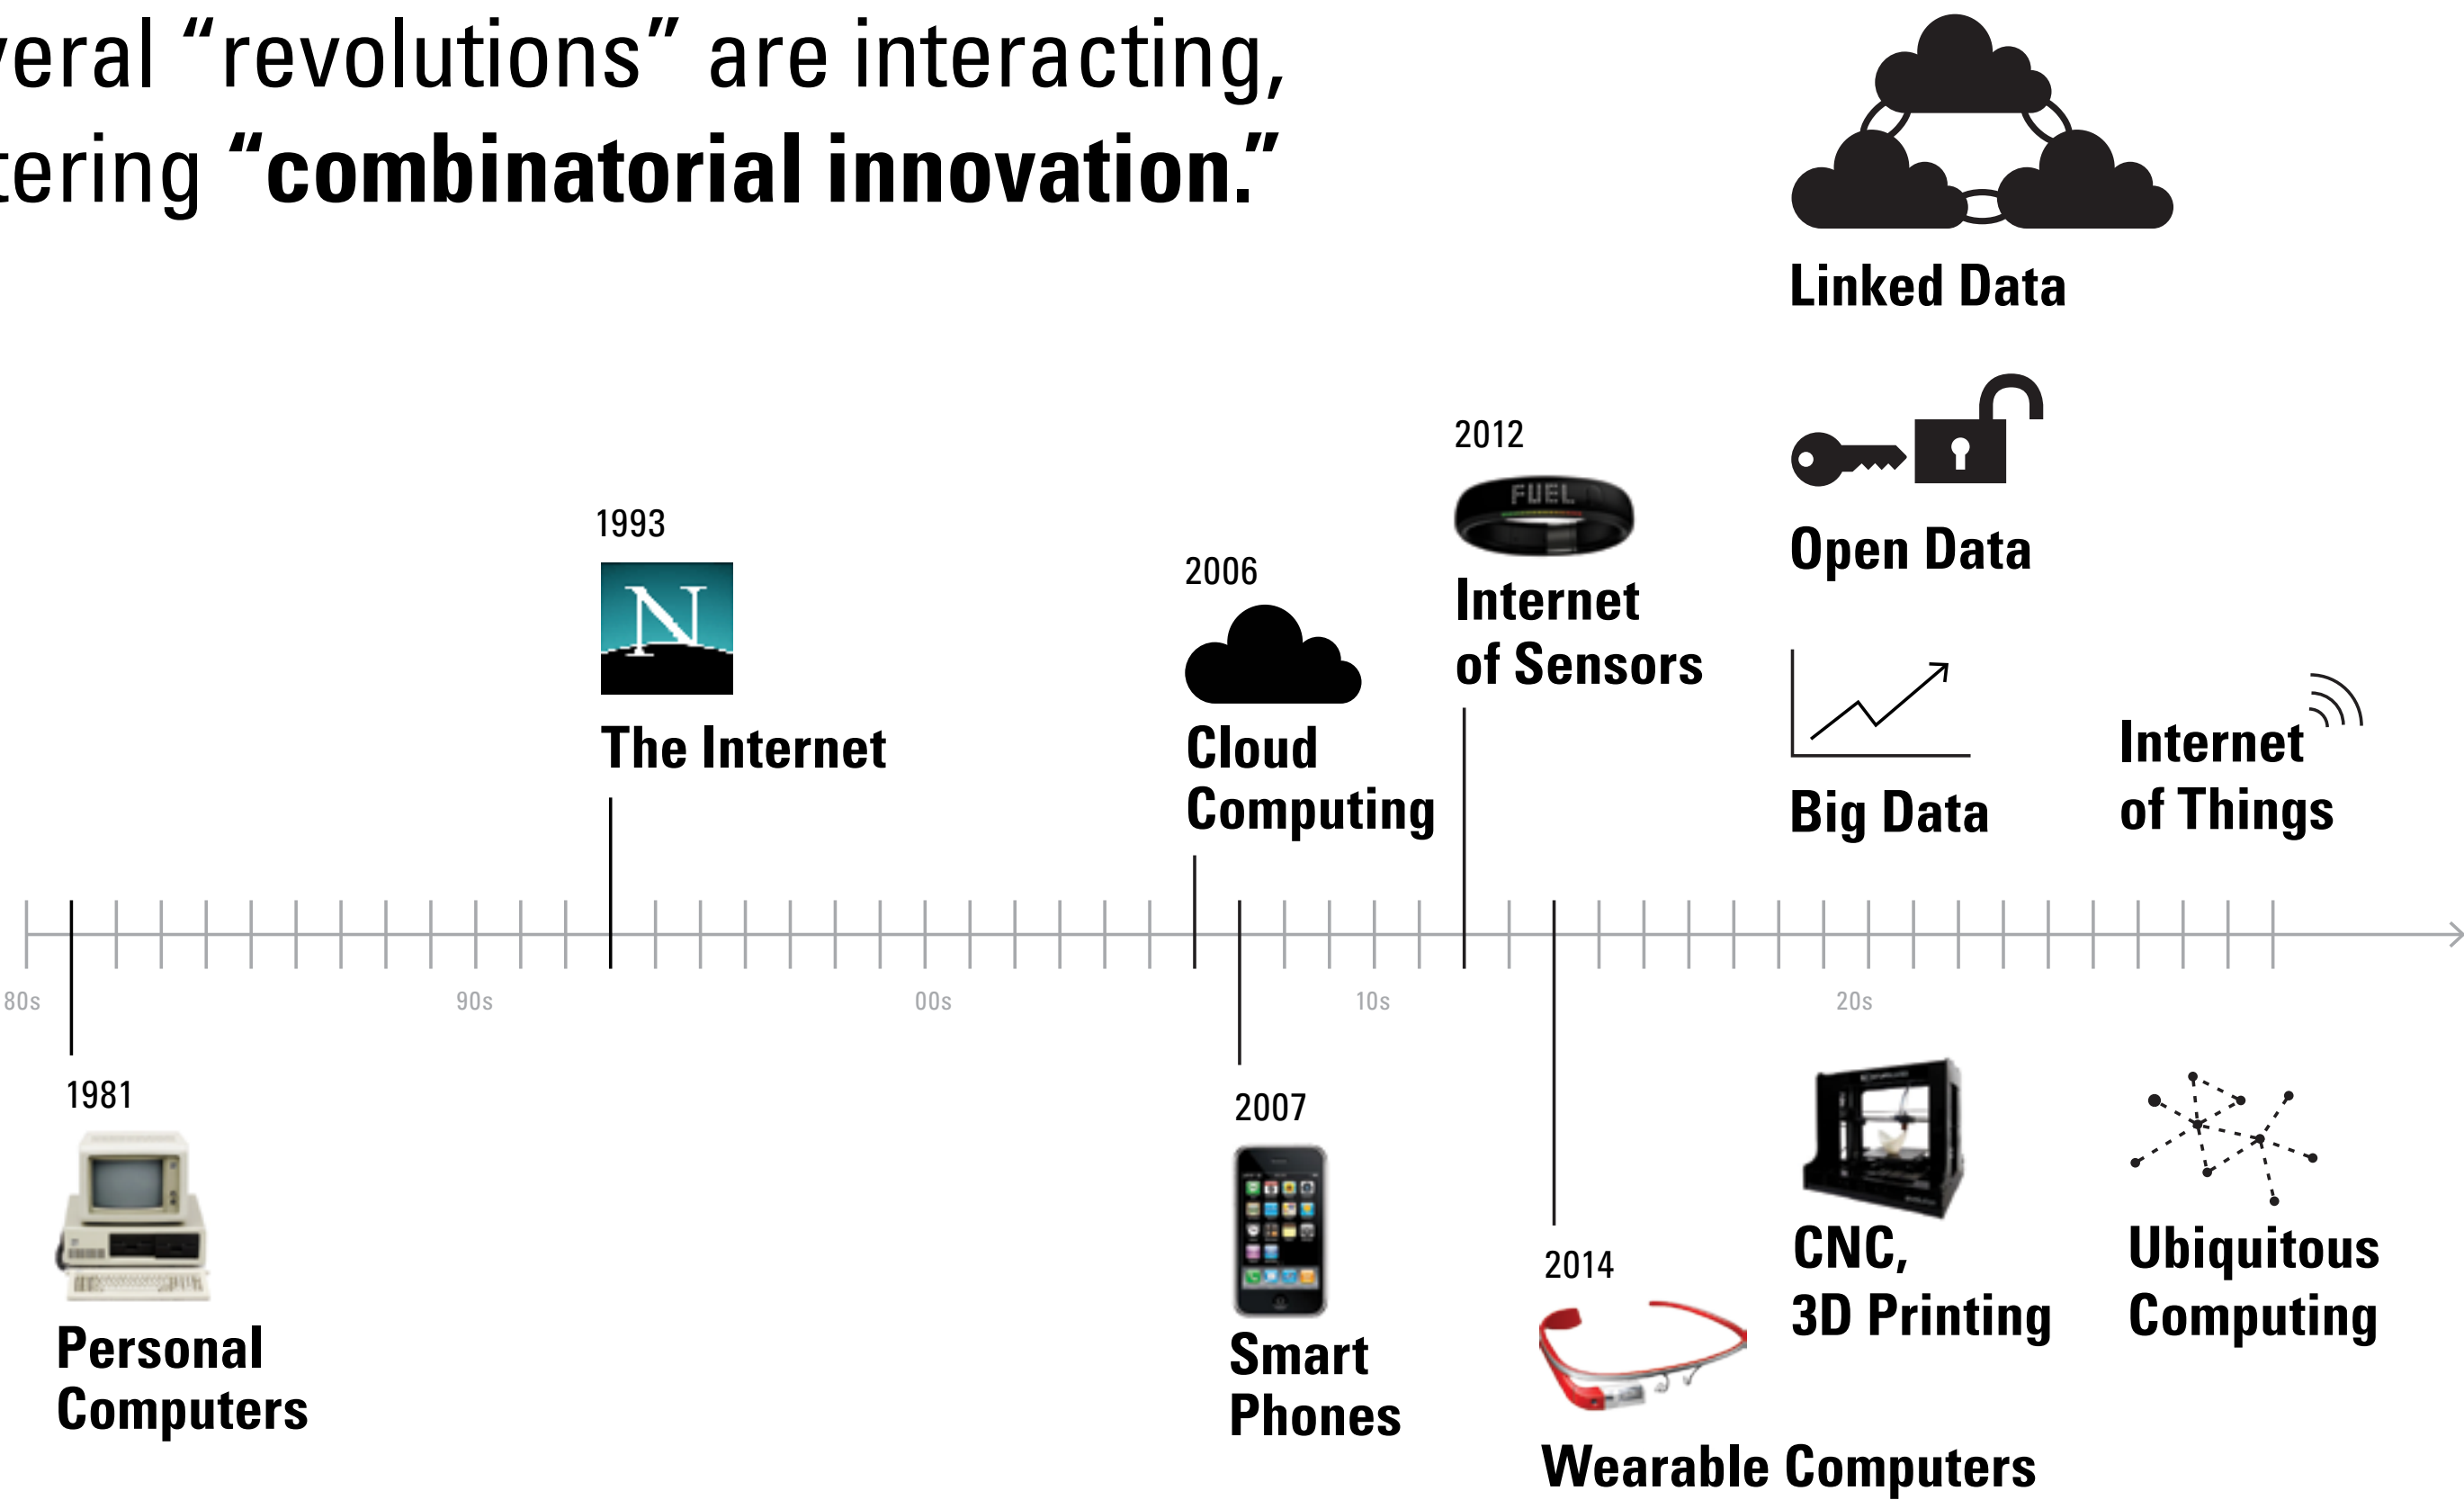 veral “revolutions” are interacting,
tering “combinatorial innovation.”
Linked Data
Open Data
2012
FUEL
Internet
of Sensors
1993
N
The Internet
2006
Cloud
Computing
Big Data
Internet
of Things
80s
90s
00s
10s
20s
1981
Personal
Computers
2007
Smart
Phones
2014
Wearable Computers
CNC,
3D Printing
Ubiquitous
Computing